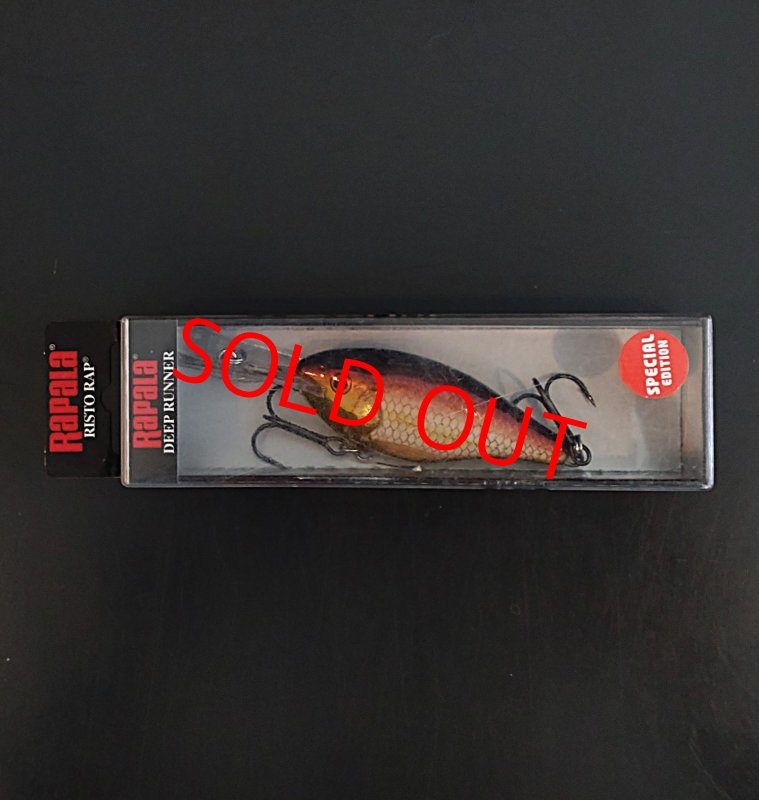 Rapala®
RISTO RAP®
Rapala®
DEEP RUNNER
SOLD OUT
SPECIAL
EDITION